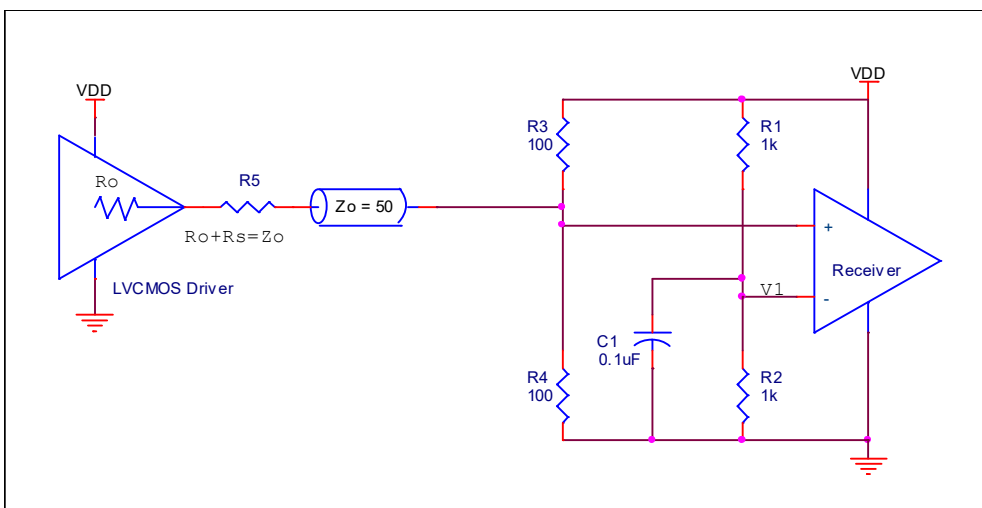 VDD
Ro
R5
Zo = 50
Ro+Rs=Zo
LVCMOS Driver
R3
100
R4
100
VDD
R1
1k
+
Receiver
V1
-
C1
0.1uF
R2
1k